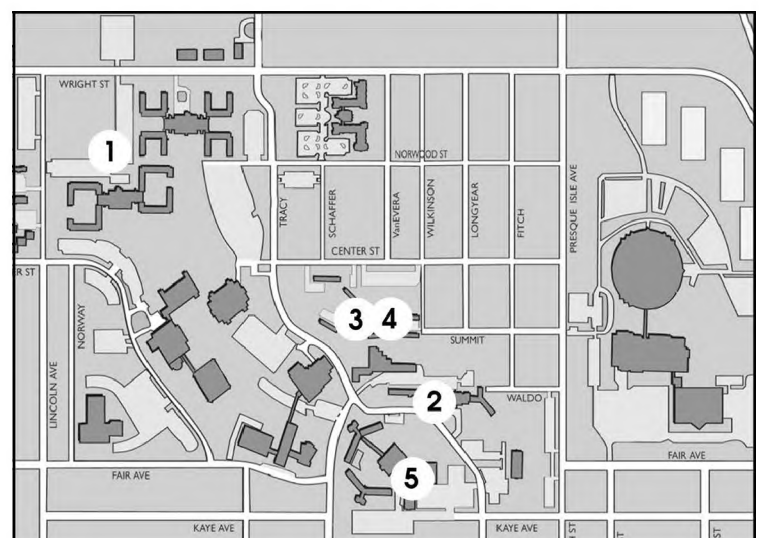 WRIGHT ST
1
NORWOOD ST
TRACY
SCHAFFER
VanEVERA
WILKINSON
LONGYEAR
FITCH
PRESQUE ISLE AVE
CENTER ST
R ST
NORWAY
LINCOLN AVE
3
4
SUMMIT
2
WALDO
5
FAIR AVE
FAIR AVE
KAYE AVE
KAYE AVE
ST
T
ST